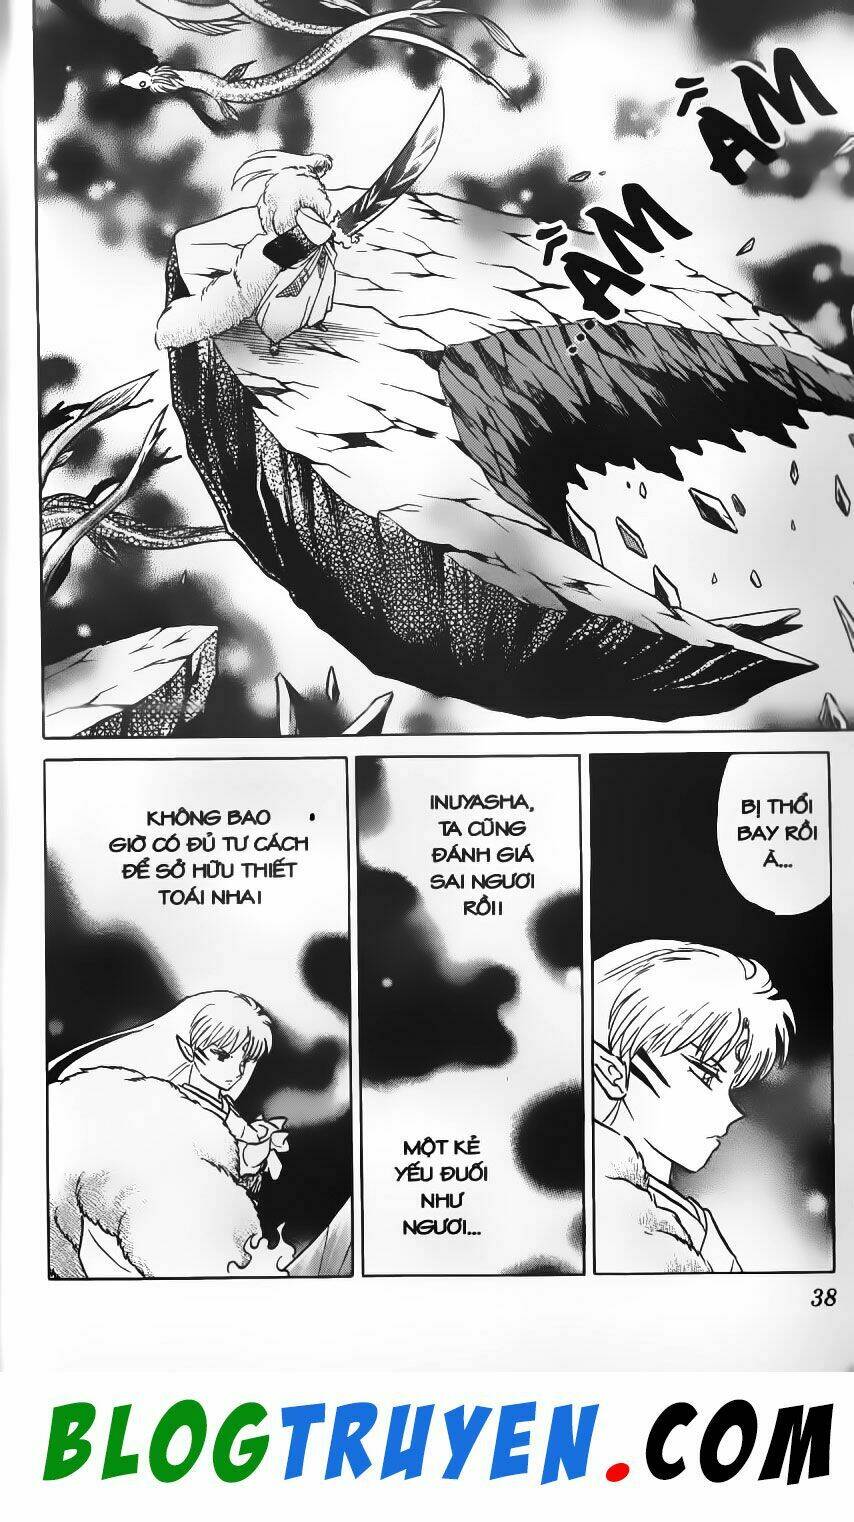 ẦM
ẦM
BỊ THỔI
BAY RỒI
À...
INUYASHA,
TA CŨNG
ĐÁNH GIÁ
SAI NGƯƠI
RỒI!
MỘT KẺ
YẾU ĐUỐI
NHƯ
NGƯƠI...
KHÔNG BAO
GIỜ CÓ ĐỦ TƯ CÁCH
ĐỂ SỞ HỮU THIẾT
TOÁI NHA!
38
BLOGTRUYEN.COM